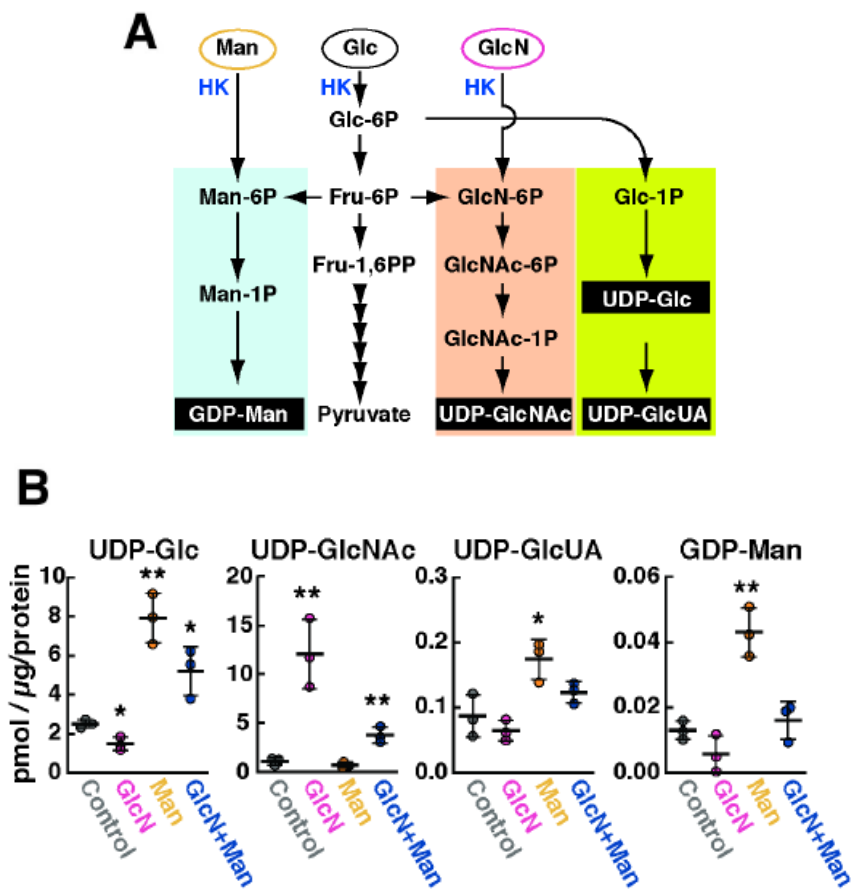 A
Man Glc GlcN
HK HK HK
Glc-6P
Man-6P Fru-6P GlcN-6P Glc-1P
Fru-1,6PP GlcNAc-6P
Man-1P UDP-Glc
GlcNAc-1P
GDP-Man Pyruvate UDP-GlcNAc UDP-GlcUA
B
UDP-Glc UDP-GlcNAc UDP-GlcUA GDP-Man
pmol / µg/protein
10
8
6
4
2
0
** * *
Control GlcN Man GlcN+Man
20
15
10
5
0
** **
Control GlcN Man GlcN+Man
0.3
0.2
0.1
0.0
*
Control GlcN Man GlcN+Man
0.06
0.04
0.02
0.00
**
Control GlcN Man GlcN+Man